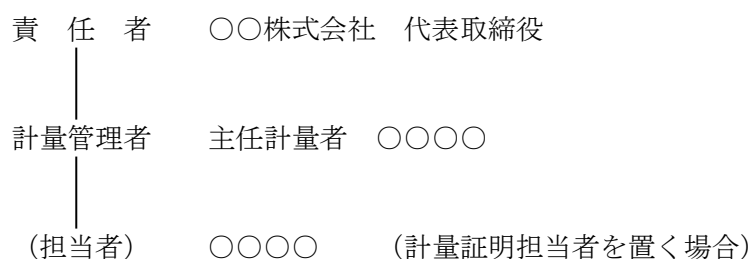 責　任　者　　○○株式会社　代表取締役
計量管理者　　主任計量者　○○○○
（担当者）　　○○○○　　（計量証明担当者を置く場合）